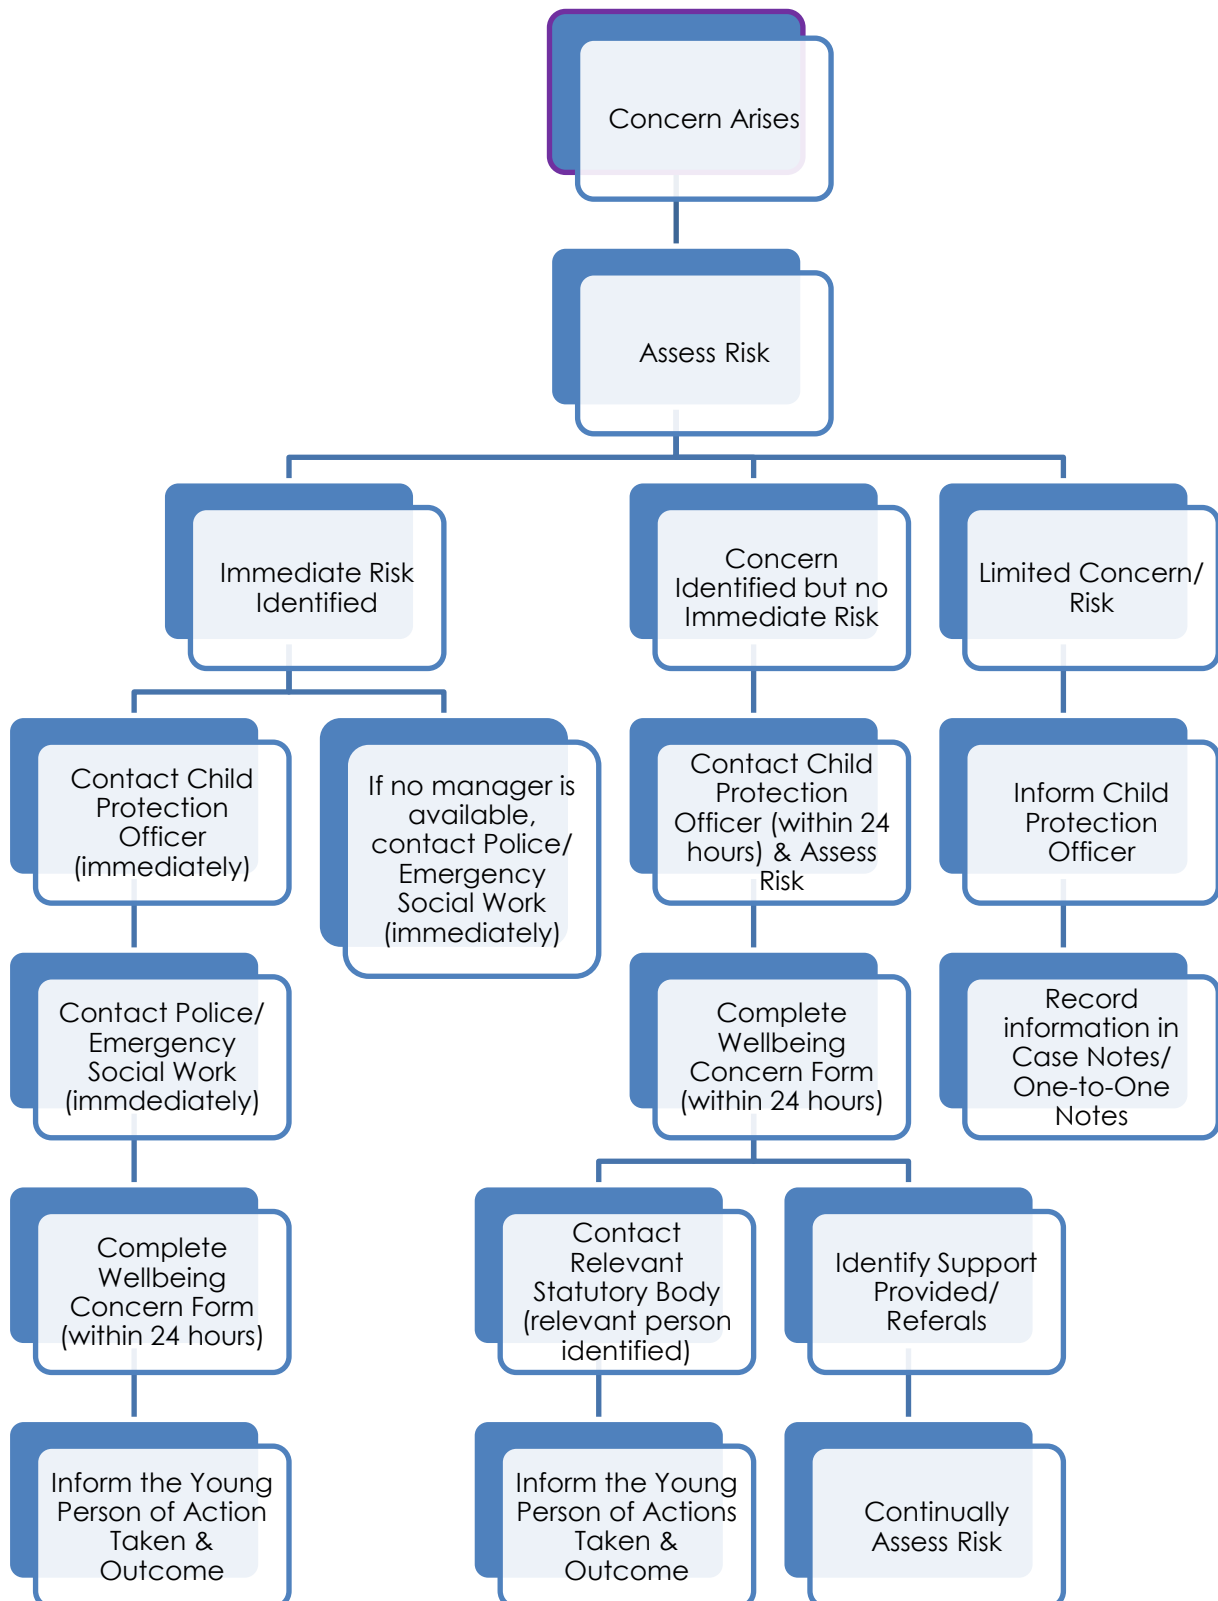 Concern Arises
Assess Risk
Immediate Risk
Identified
Concern
Identified but no
Immediate Risk
Limited Concern/
Risk
Contact Child
Protection
Officer
(immediately)
If no manager is
available,
contact Police/
Emergency
Social Work
(immediately)
Contact Child
Protection
Officer (within 24
hours) & Assess
Risk
Inform Child
Protection
Officer
Contact Police/
Emergency
Social Work
(immdediately)
Complete
Wellbeing
Concern Form
(within 24 hours)
Record
information in
Case Notes/
One-to-One
Notes
Complete
Wellbeing
Concern Form
(within 24 hours)
Contact
Relevant
Statutory Body
(relevant person
identified)
Identify Support
Provided/
Referals
Inform the Young
Person of Action
Taken &
Outcome
Inform the Young
Person of Actions
Taken &
Outcome
Continually
Assess Risk